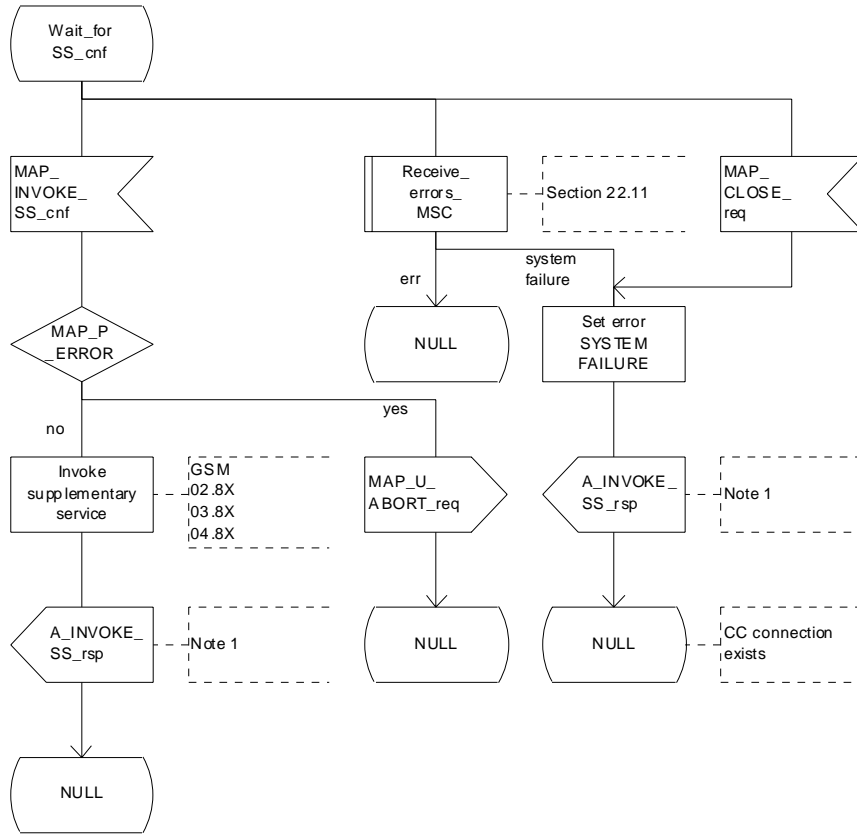 Wait_for
SS_cnf
MAP_
INVOKE_
SS_cnf
Receive_
errors_
MSC
Section 22.11
MAP_
CLOSE_
req
err
system
failure
MAP_P
_ERROR
NULL
Set error
SYSTEM
FAILURE
no
yes
Invoke
supplementary
service
GSM
02.8X
03.8X
04.8X
MAP_U_
ABORT_req
A_INVOKE_
SS_rsp
Note 1
A_INVOKE_
SS_rsp
Note 1
NULL
NULL
CC connection
exists
NULL